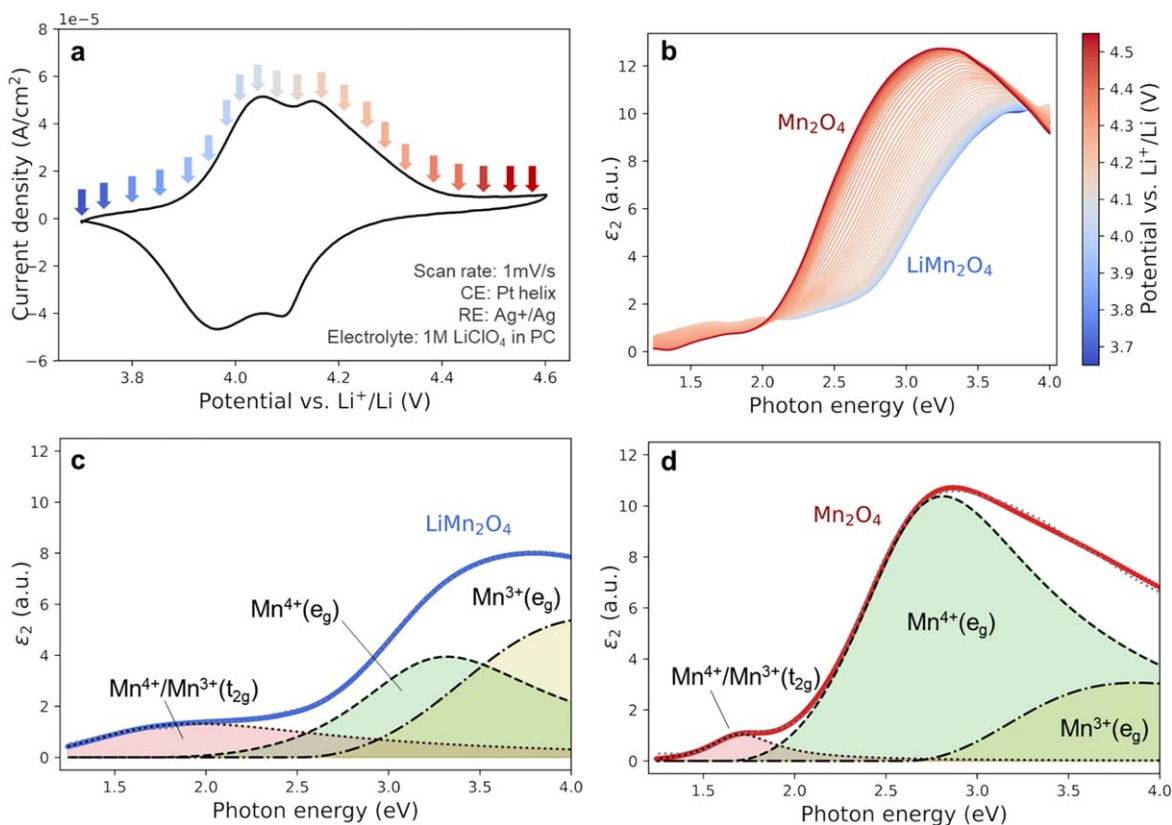 1e−5
a
8
6
4
2
0
−2
−4
−6
Current density (A/cm²)
Scan rate: 1mV/s
CE: Pt helix
RE: Ag+/Ag
Electrolyte: 1M LiClO₄ in PC
3.8 4.0 4.2 4.4 4.6
Potential vs. Li⁺/Li (V)
b
12
10
8
6
4
2
0
ε₂ (a.u.)
Mn₂O₄
LiMn₂O₄
1.5 2.0 2.5 3.0 3.5 4.0
Photon energy (eV)
4.5
4.4
4.3
4.2
4.1
4.0
3.9
3.8
3.7
Potential vs. Li⁺/Li (V)
c
12
10
8
6
4
2
0
ε₂ (a.u.)
LiMn₂O₄
Mn⁴⁺(e_g)
Mn³⁺(e_g)
Mn⁴⁺/Mn³⁺(t₂g)
1.5 2.0 2.5 3.0 3.5 4.0
Photon energy (eV)
d
12
10
8
6
4
2
0
ε₂ (a.u.)
Mn₂O₄
Mn⁴⁺(e_g)
Mn⁴⁺/Mn³⁺(t₂g)
Mn³⁺(e_g)
1.5 2.0 2.5 3.0 3.5 4.0
Photon energy (eV)